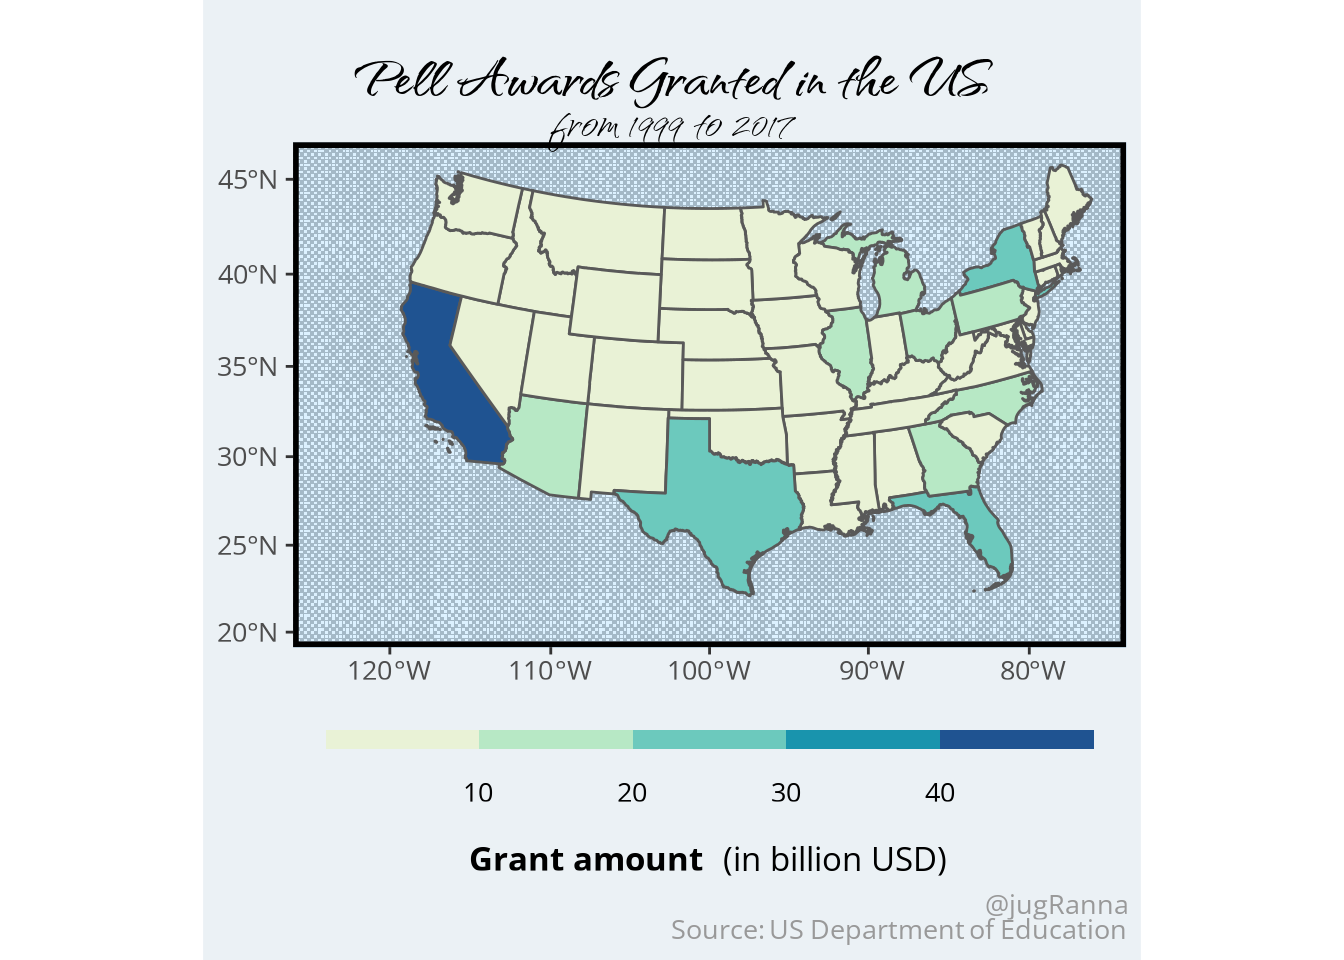 Pell Awards Granted in the US
from 1999 to 2017
45°N
40°N
35°N
30°N
25°N
20°N
120°W 110°W 100°W 90°W 80°W
10 20 30 40
Grant amount (in billion USD)
@jugRanna
Source: US Department of Education